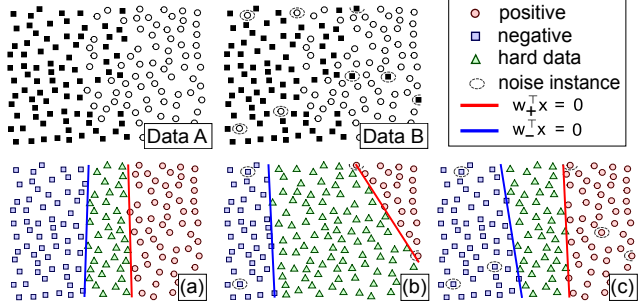 Data A
Data B
positive
negative
hard data
noise instance
w₊ᵀx = 0
w₋ᵀx = 0
(a)
(b)
(c)